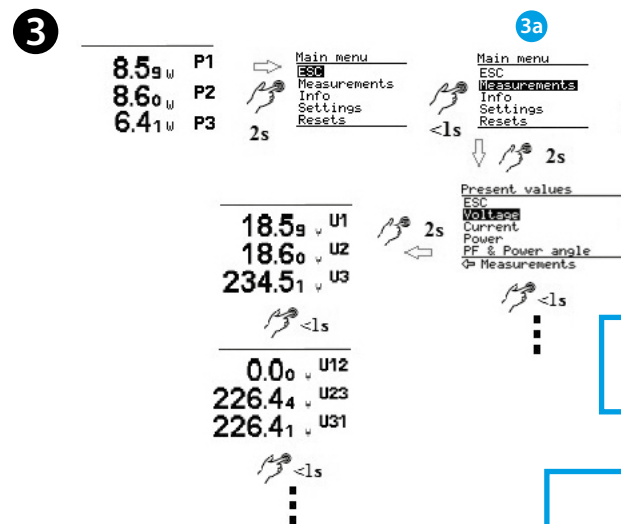 3
3a
8.59 W P1
8.60 W P2
6.41 W P3
2s
Main menu
ESC
Measurements
Info
Settings
Resets
<1s
Main menu
ESC
Measurements
Info
Settings
Resets
2s
Present values
ESC
Voltage
Current
Power
PF & Power angle
⇦ Measurements
<1s
2s
18.59 V U1
18.60 V U2
234.51 V U3
<1s
0.00 V U12
226.44 V U23
226.41 V U31
<1s